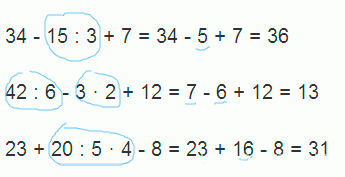 34 - 15 : 3 + 7 = 34 - 5 + 7 = 36
42 : 6 - 3 · 2 + 12 = 7 - 6 + 12 = 13
23 + 20 : 5 · 4 - 8 = 23 + 16 - 8 = 31